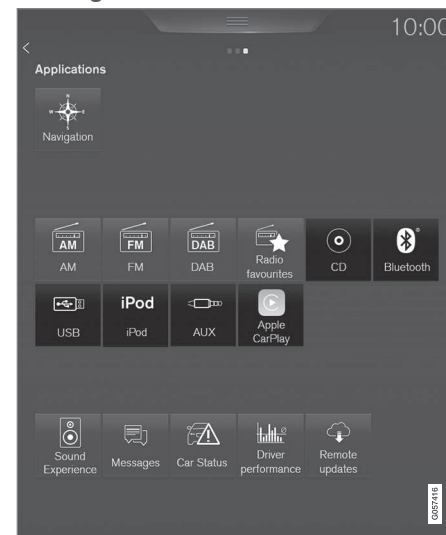 10:00
Applications
N
W E
S
Navigation
AM FM DAB
AM FM DAB Radio favourites CD Bluetooth
iPod
USB iPod AUX Apple CarPlay
Sound Experience Messages Car Status Driver performance Remote updates
G057416